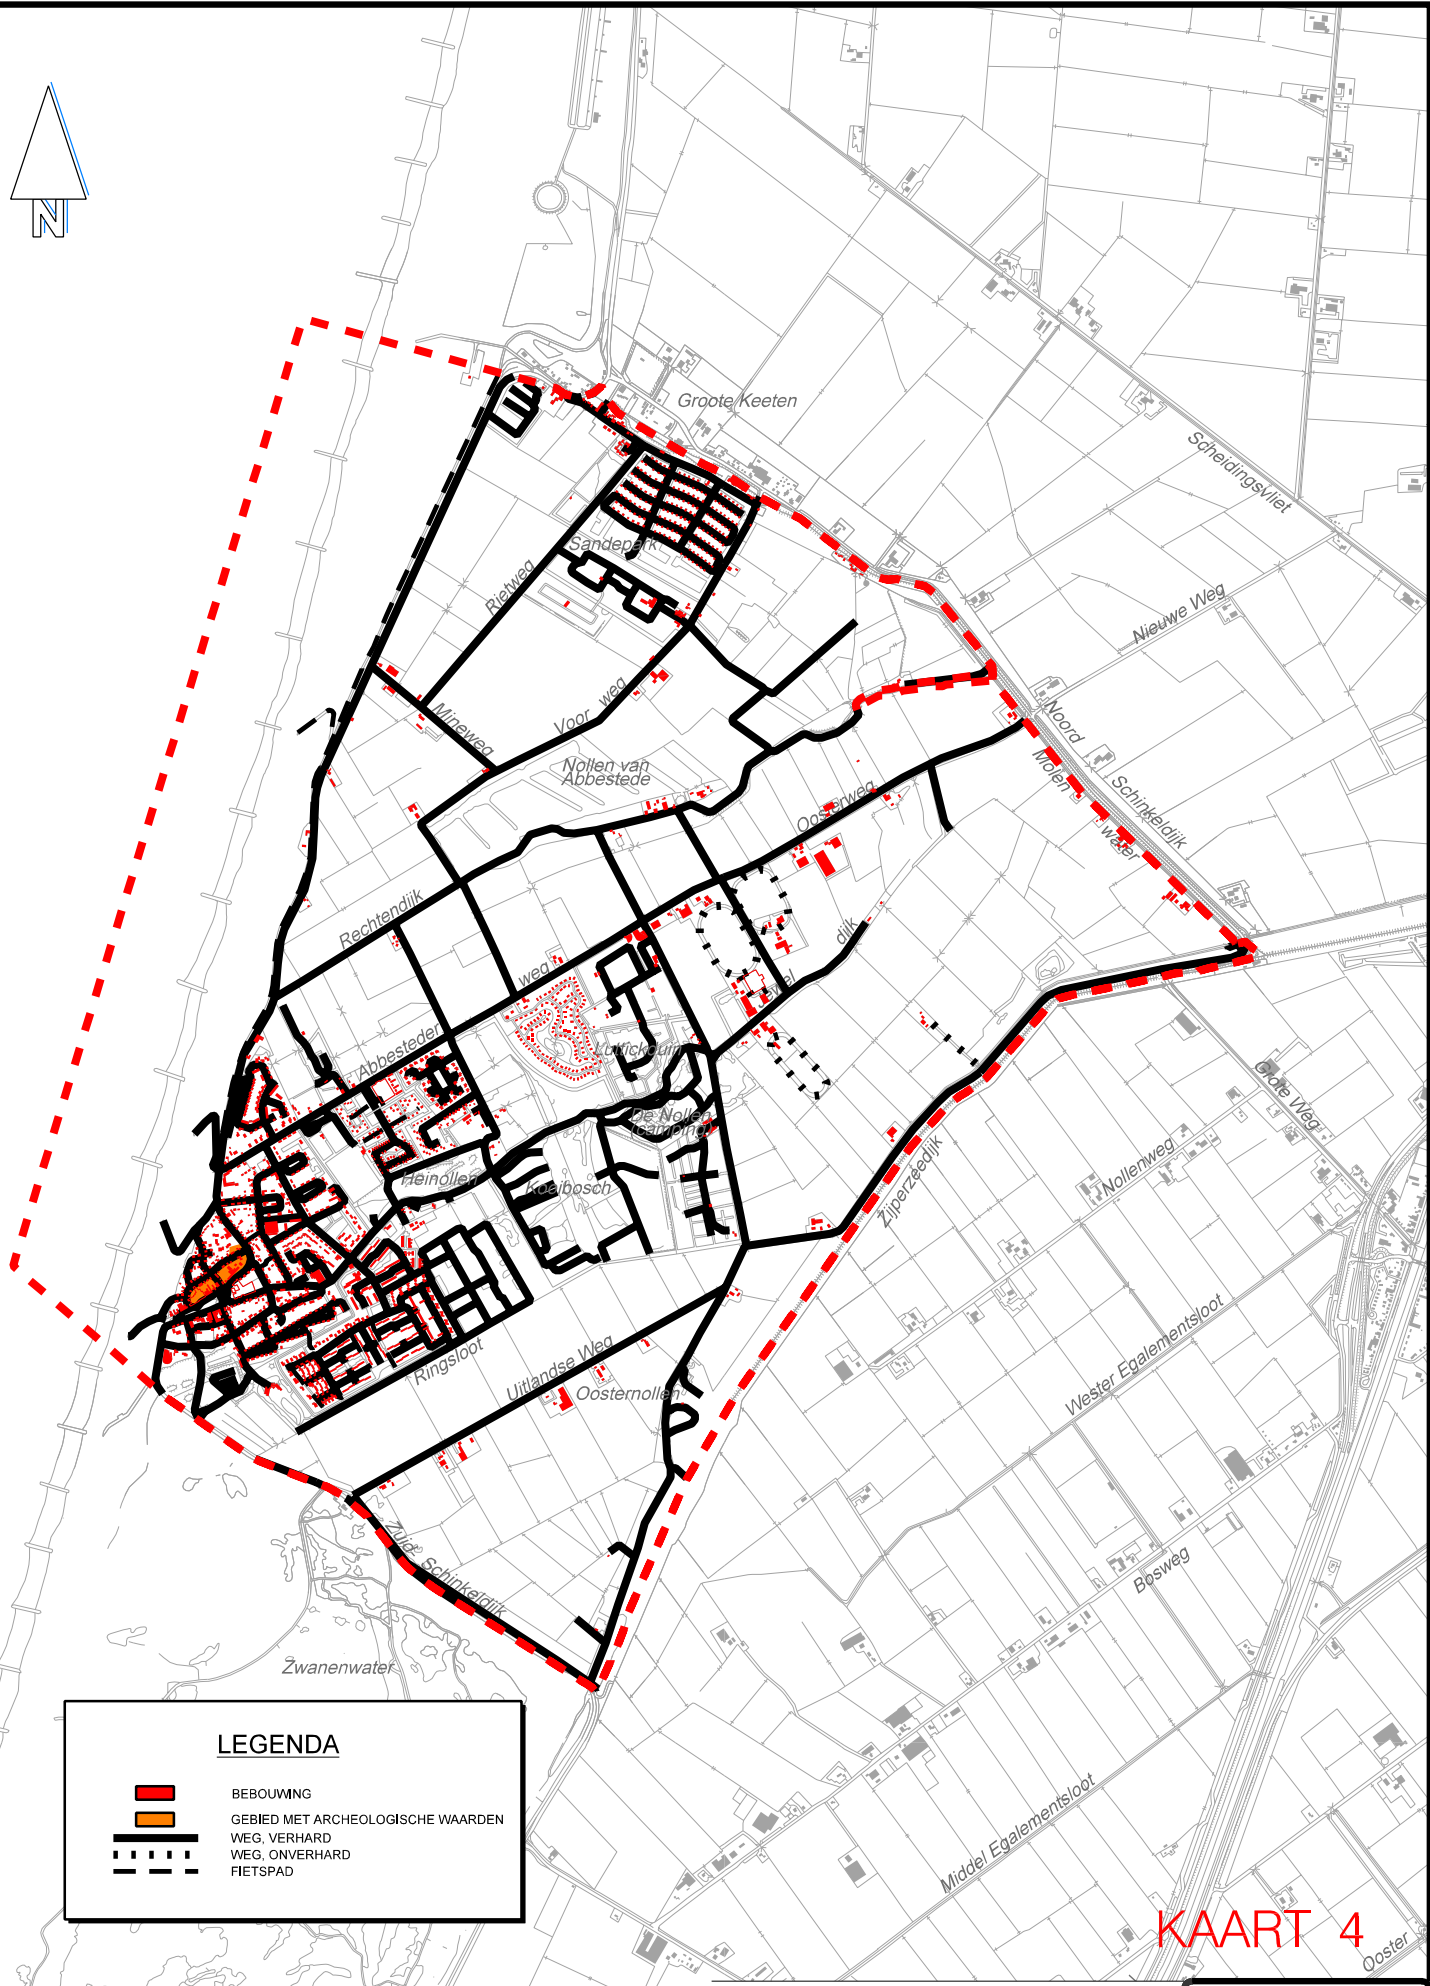 N
Groote Keeten
Scheidingsvliet
Sandepark
Rietweg
Nieuwe Weg
Mineweg
Voor weg
Noord
Schinkeldijk
Molen
water
Nollen van
Abbestede
Oosterweg
Rechtendijk
dijk
weg
Abbesteder
Luttickduin
Grote Weg
De Nollen
(camping)
Heinollen
Kooibosch
Nollenweg
Zijperzeedijk
Ringsloot
Uitlandse Weg
Oosternollen
Wester Egalementsloot
Zuid Schinkeldijk
Bosweg
Zwanenwater
Middel Egalementsloot
Ooster
LEGENDA
BEBOUWING
GEBIED MET ARCHEOLOGISCHE WAARDEN
WEG, VERHARD
WEG, ONVERHARD
FIETSPAD
KAART 4